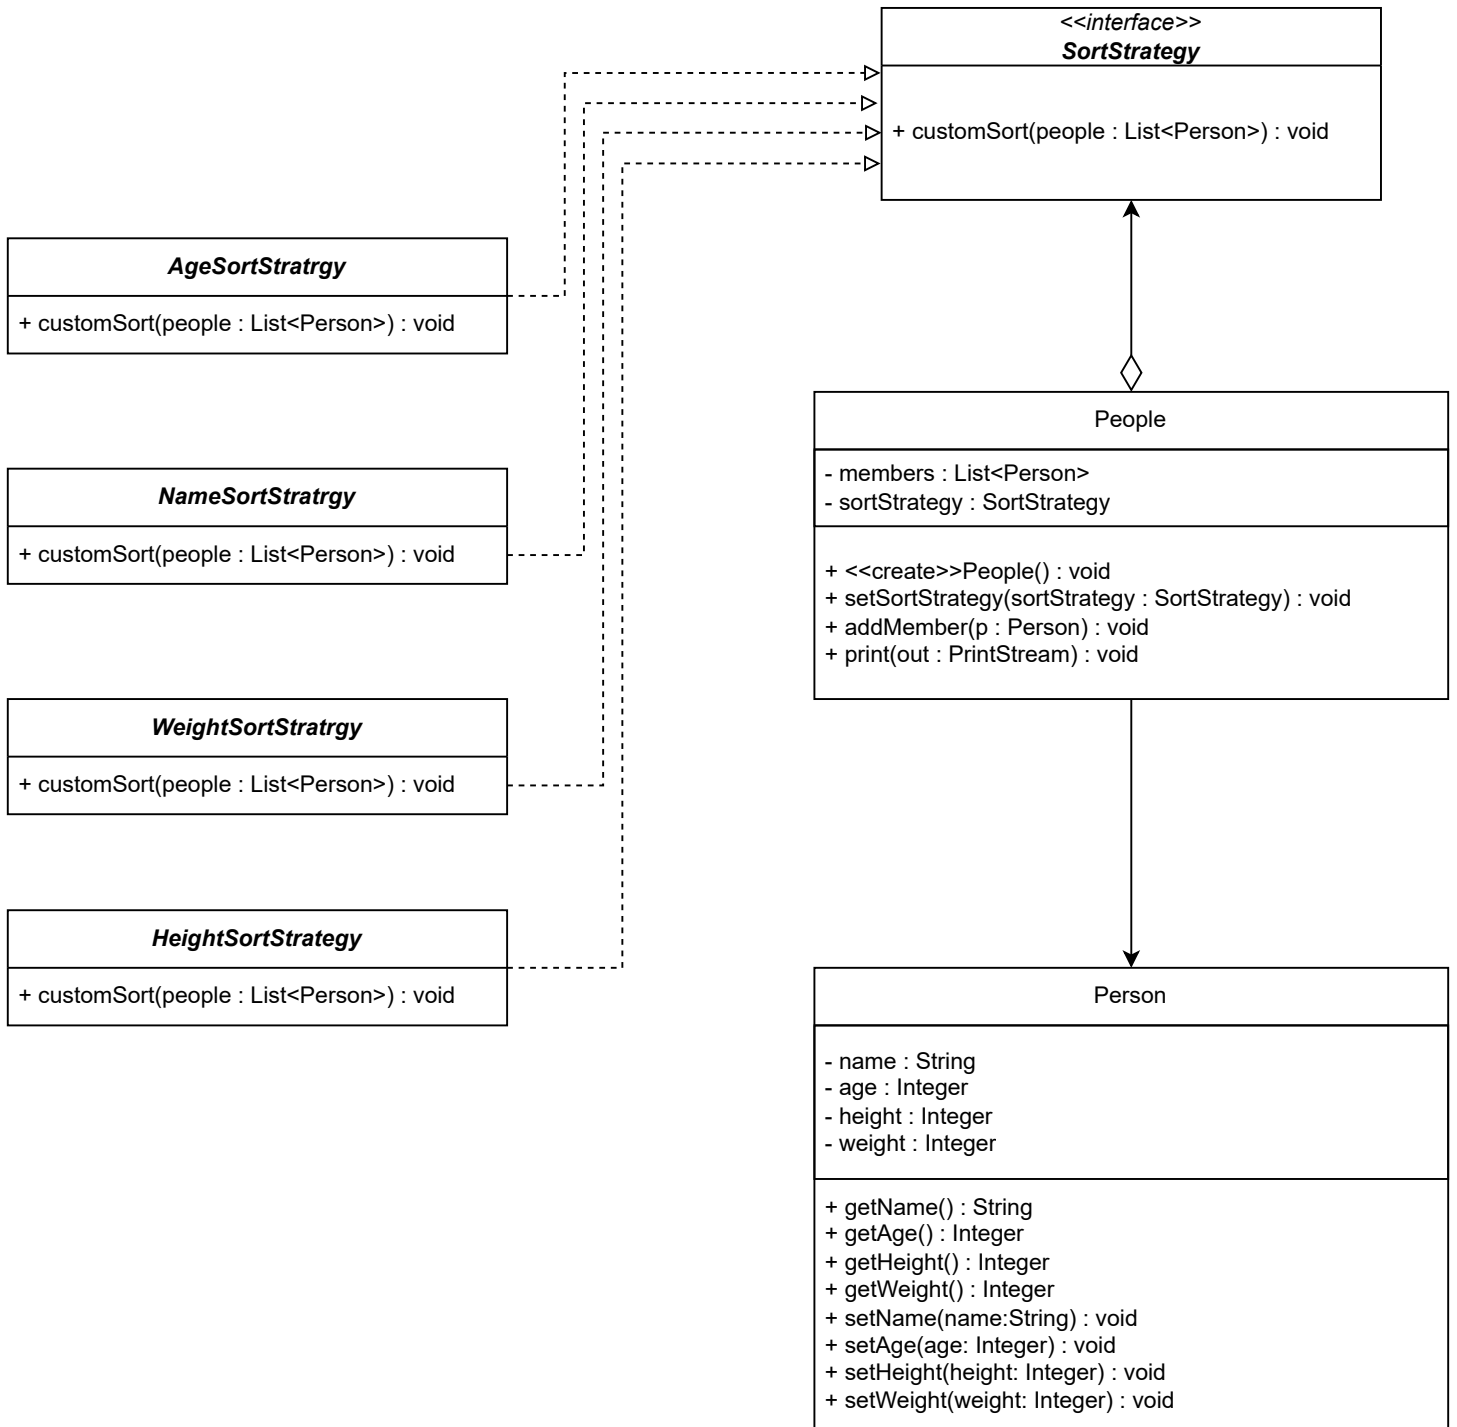 <<interface>>
SortStrategy
+ customSort(people : List<Person>) : void
AgeSortStratrgy
+ customSort(people : List<Person>) : void
NameSortStratrgy
+ customSort(people : List<Person>) : void
WeightSortStratrgy
+ customSort(people : List<Person>) : void
HeightSortStrategy
+ customSort(people : List<Person>) : void
People
- members : List<Person>
- sortStrategy : SortStrategy
+ <<create>>People() : void
+ setSortStrategy(sortStrategy : SortStrategy) : void
+ addMember(p : Person) : void
+ print(out : PrintStream) : void
Person
- name : String
- age : Integer
- height : Integer
- weight : Integer
+ getName() : String
+ getAge() : Integer
+ getHeight() : Integer
+ getWeight() : Integer
+ setName(name:String) : void
+ setAge(age: Integer) : void
+ setHeight(height: Integer) : void
+ setWeight(weight: Integer) : void